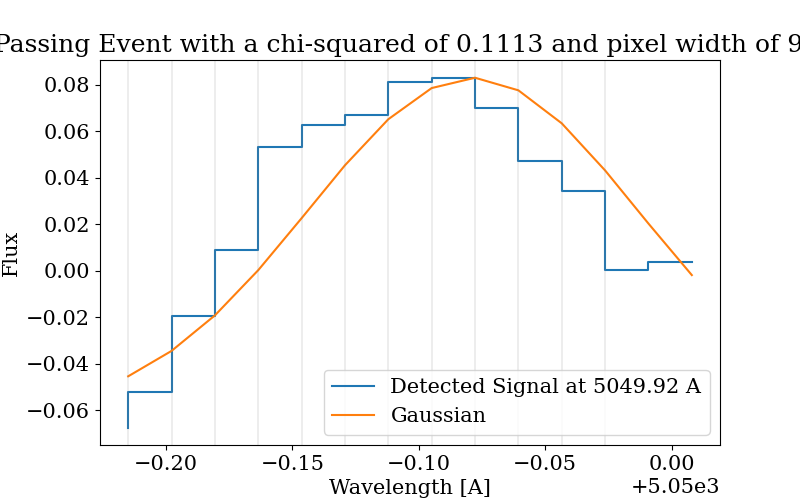 Passing Event with a chi-squared of 0.1113 and pixel width of 9
0.08
0.06
0.04
0.02
0.00
−0.02
−0.04
−0.06
Flux
Detected Signal at 5049.92 A
Gaussian
−0.20 −0.15 −0.10 −0.05 0.00
+5.05e3
Wavelength [A]